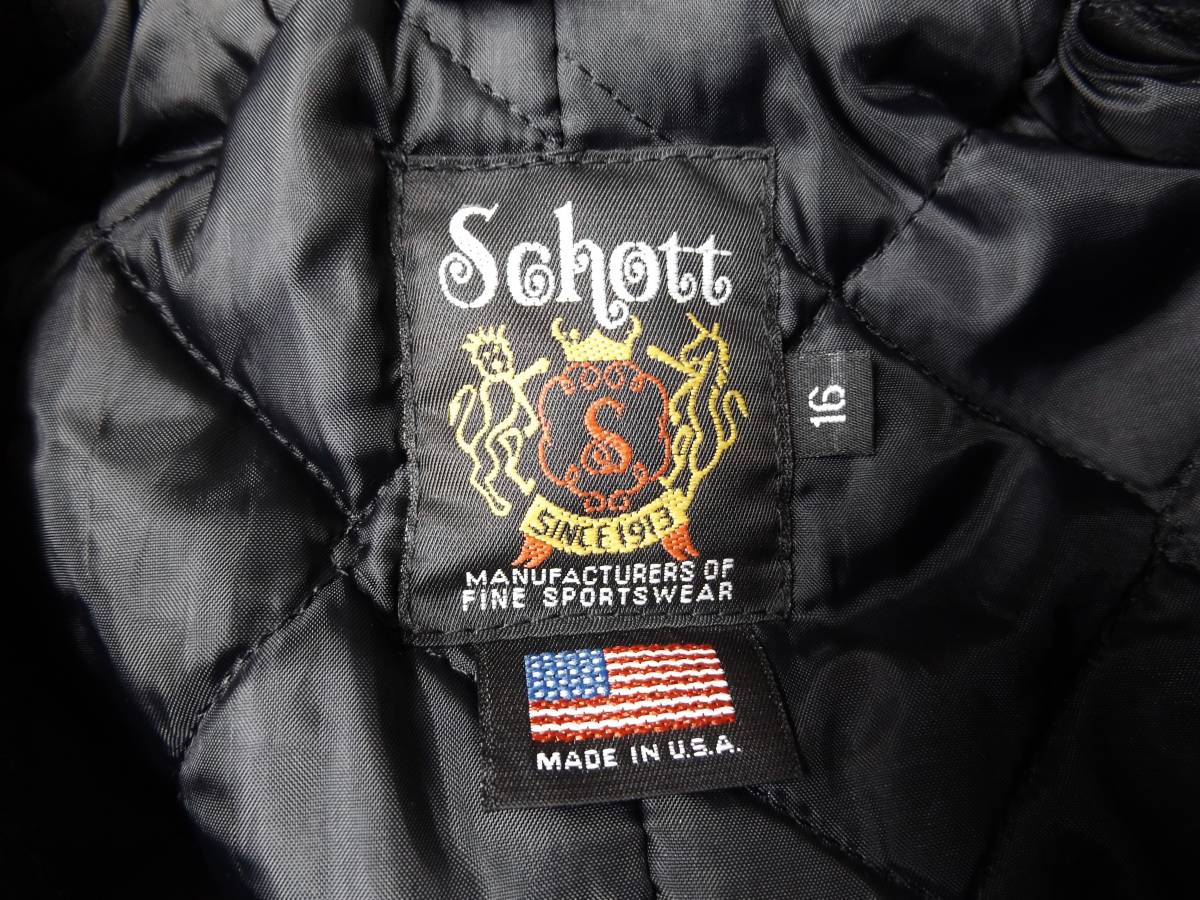 Schott
S
SINCE 1913
MANUFACTURERS OF
FINE SPORTSWEAR
16
MADE IN U.S.A.